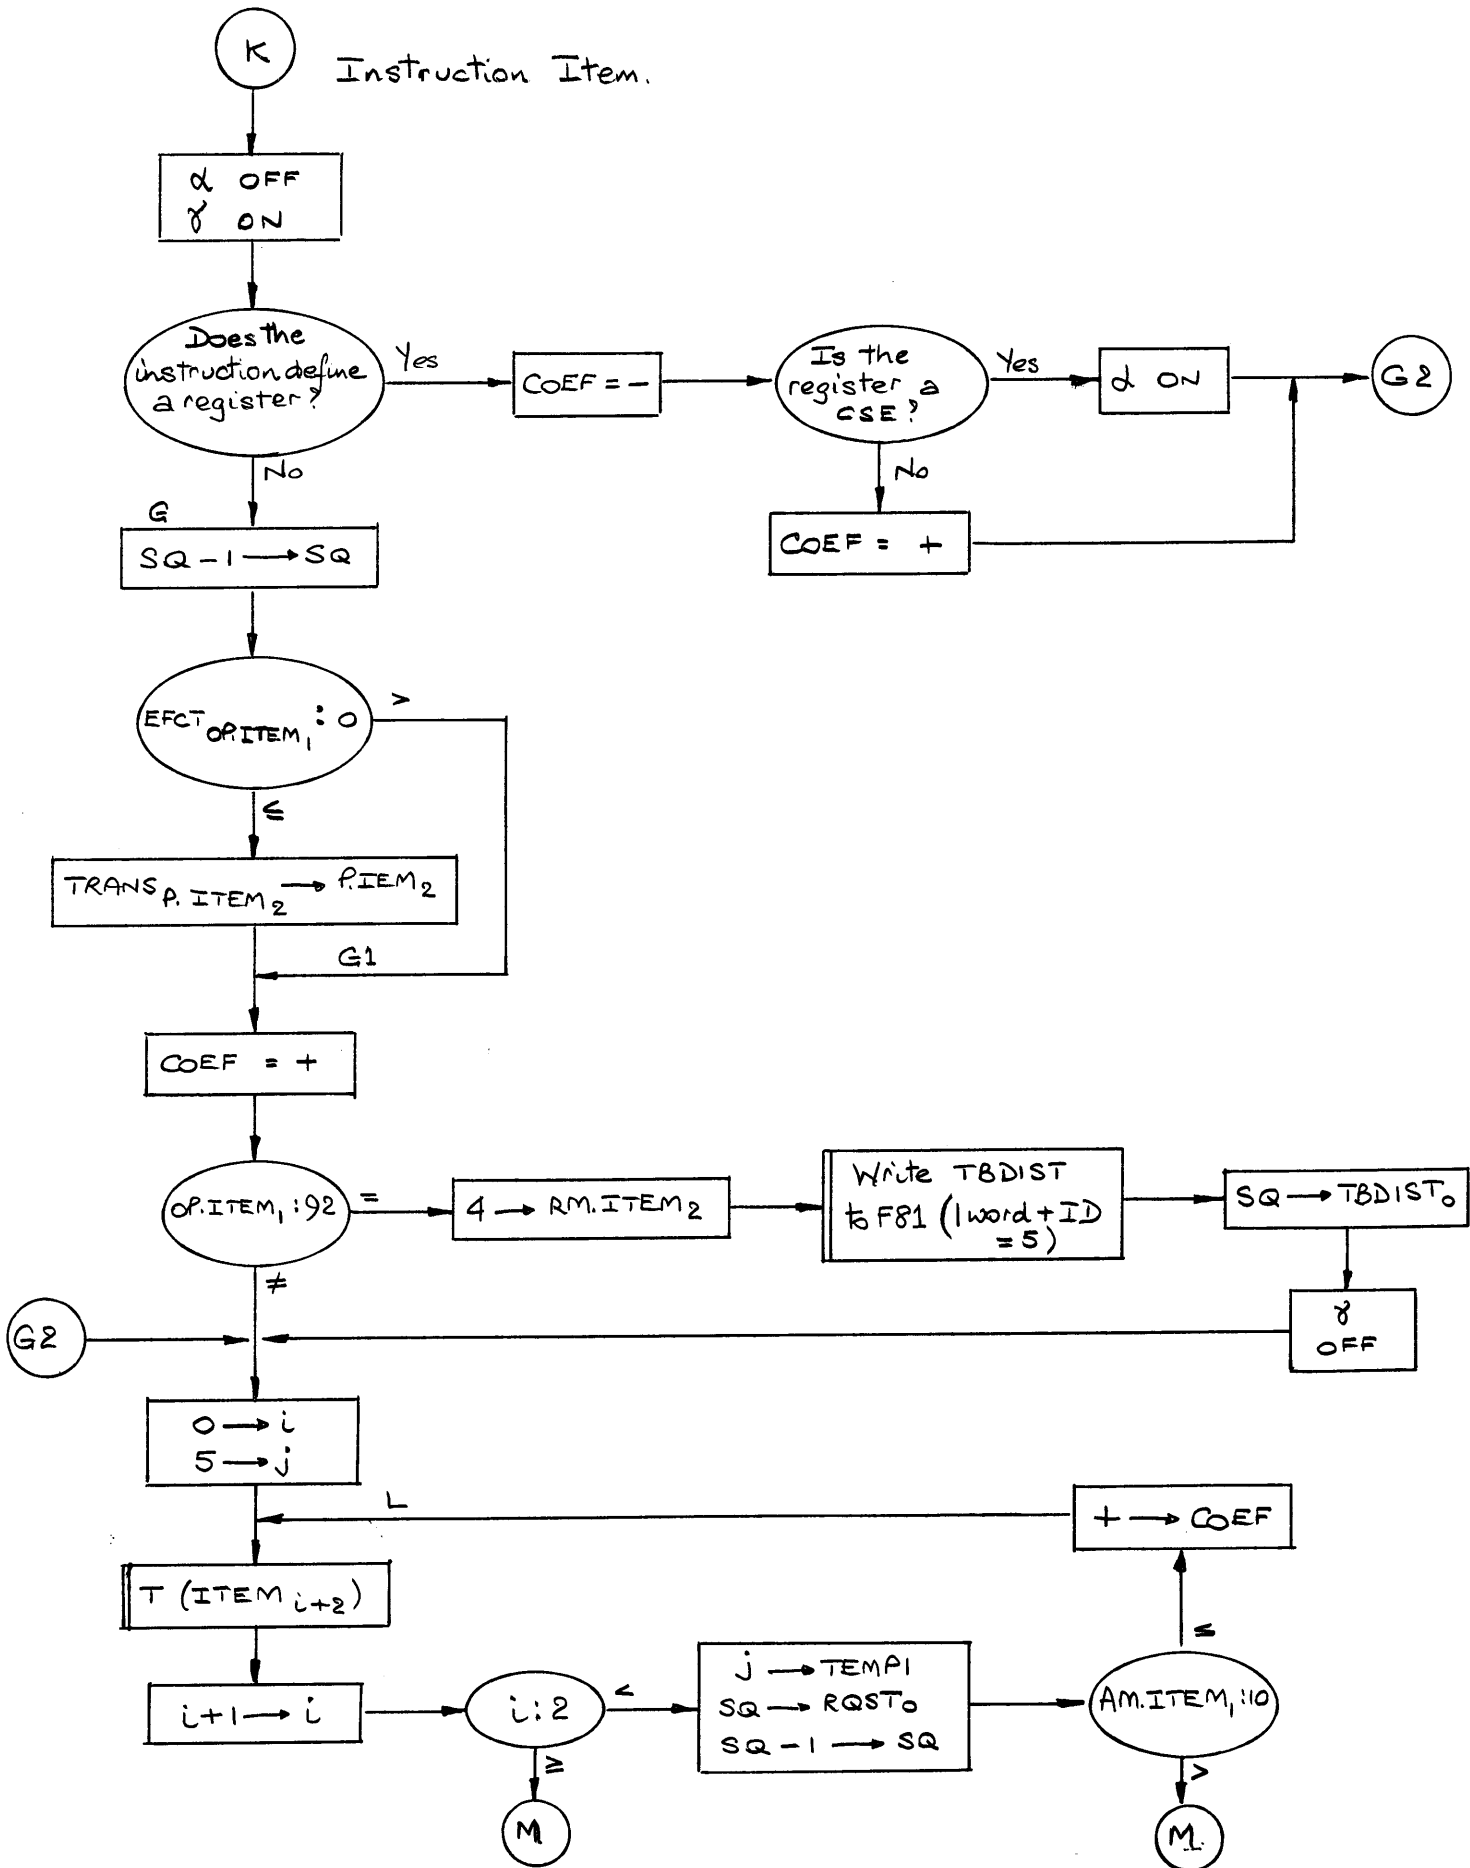 K
Instruction Item.
α OFF
γ ON
Does the
instruction define
a register?
Yes
COEF = -
Is the
register a
CSE?
Yes
α ON
G2
No
No
COEF = +
G
SQ - 1 → SQ
EFCT OP.ITEM1 : 0
>
≤
TRANS P. ITEM2 → P.IEM2
G1
COEF = +
OP.ITEM1 : 92
=
4 → RM.ITEM2
Write TBDIST
to F81 (1 word + ID
= 5)
SQ → TBDIST0
≠
γ
OFF
G2
0 → i
5 → j
L
+ → COEF
T (ITEM i+2)
≤
i+1 → i
i : 2
<
j → TEMP1
SQ → RQST0
SQ - 1 → SQ
AM.ITEM1 : 10
≥
>
M
M.